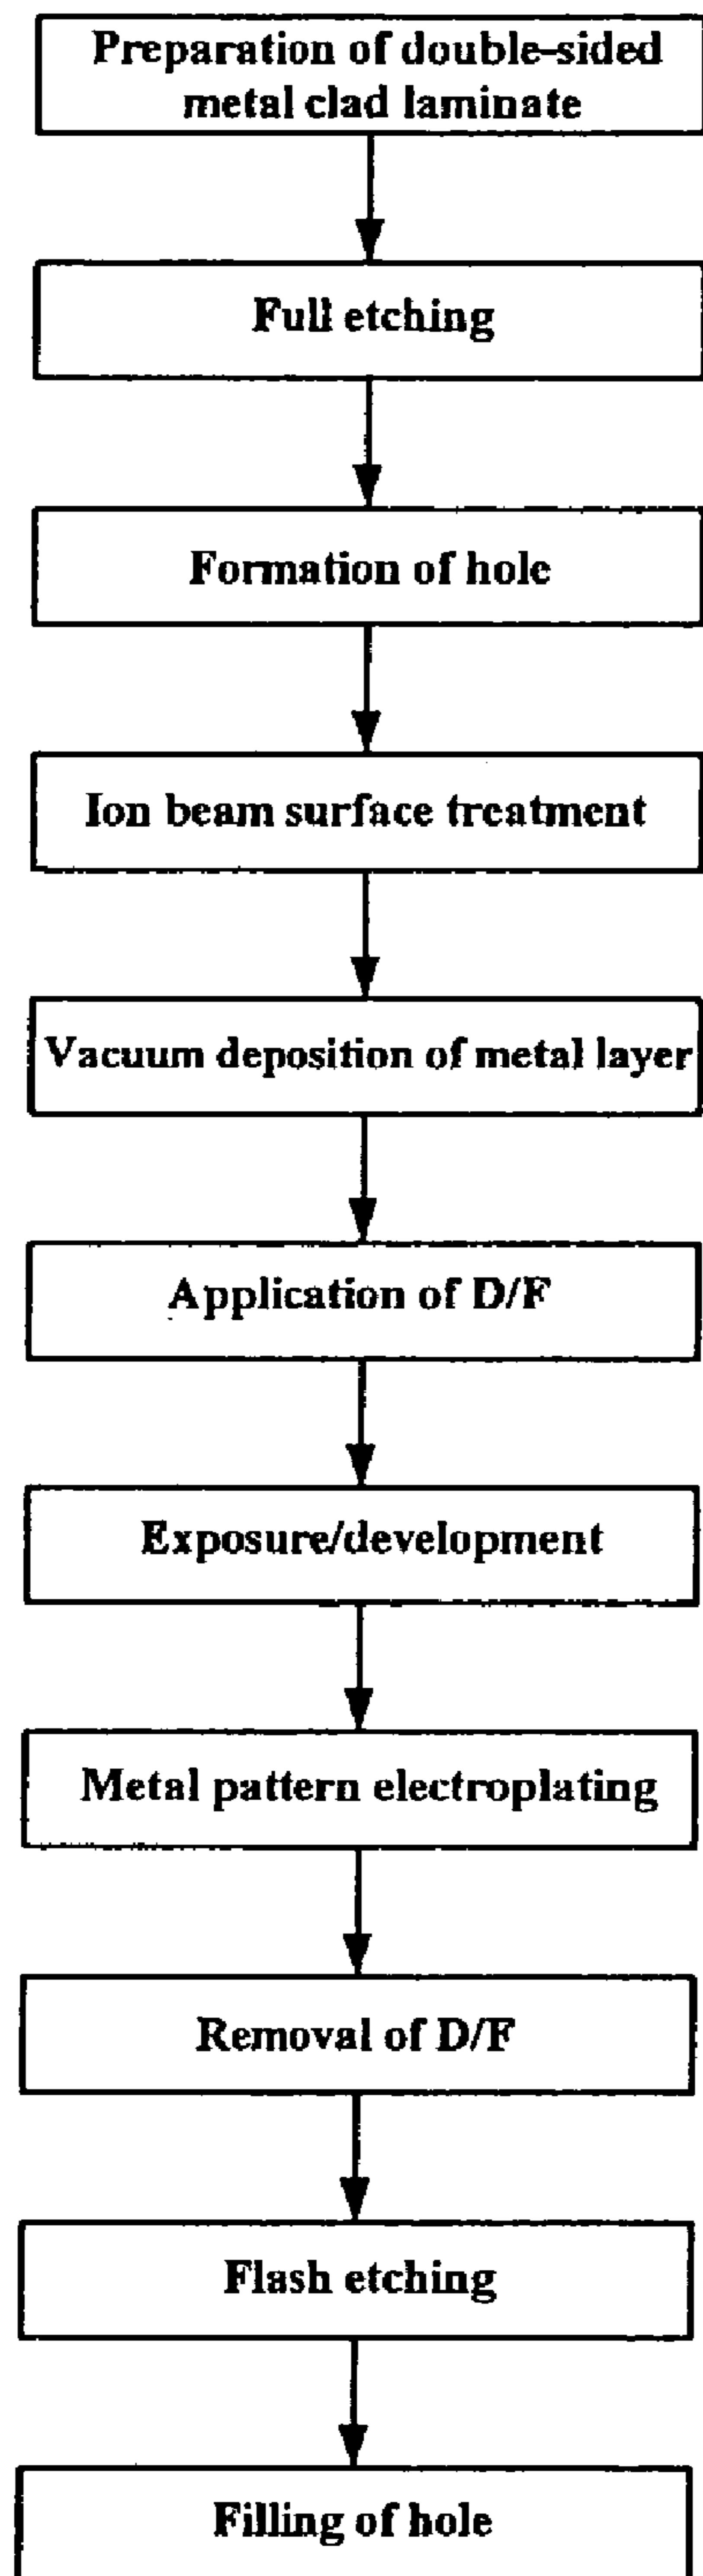 Preparation of double-sided
metal clad laminate
Full etching
Formation of hole
Ion beam surface treatment
Vacuum deposition of metal layer
Application of D/F
Exposure/development
Metal pattern electroplating
Removal of D/F
Flash etching
Filling of hole